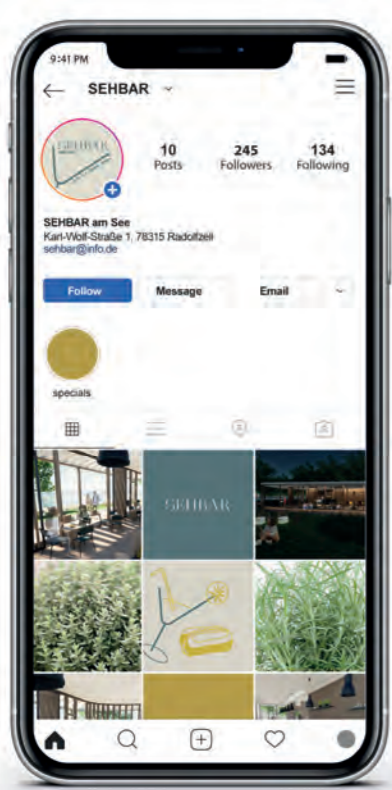 9:41 PM
SEHBAR
SEHBAR
10 245 134
Posts Followers Following
SEHBAR am See
Karl-Wolf-Straße 1, 78315 Radolfzell
sehbar@info.de
Follow Message Email
specials
SEHBAR